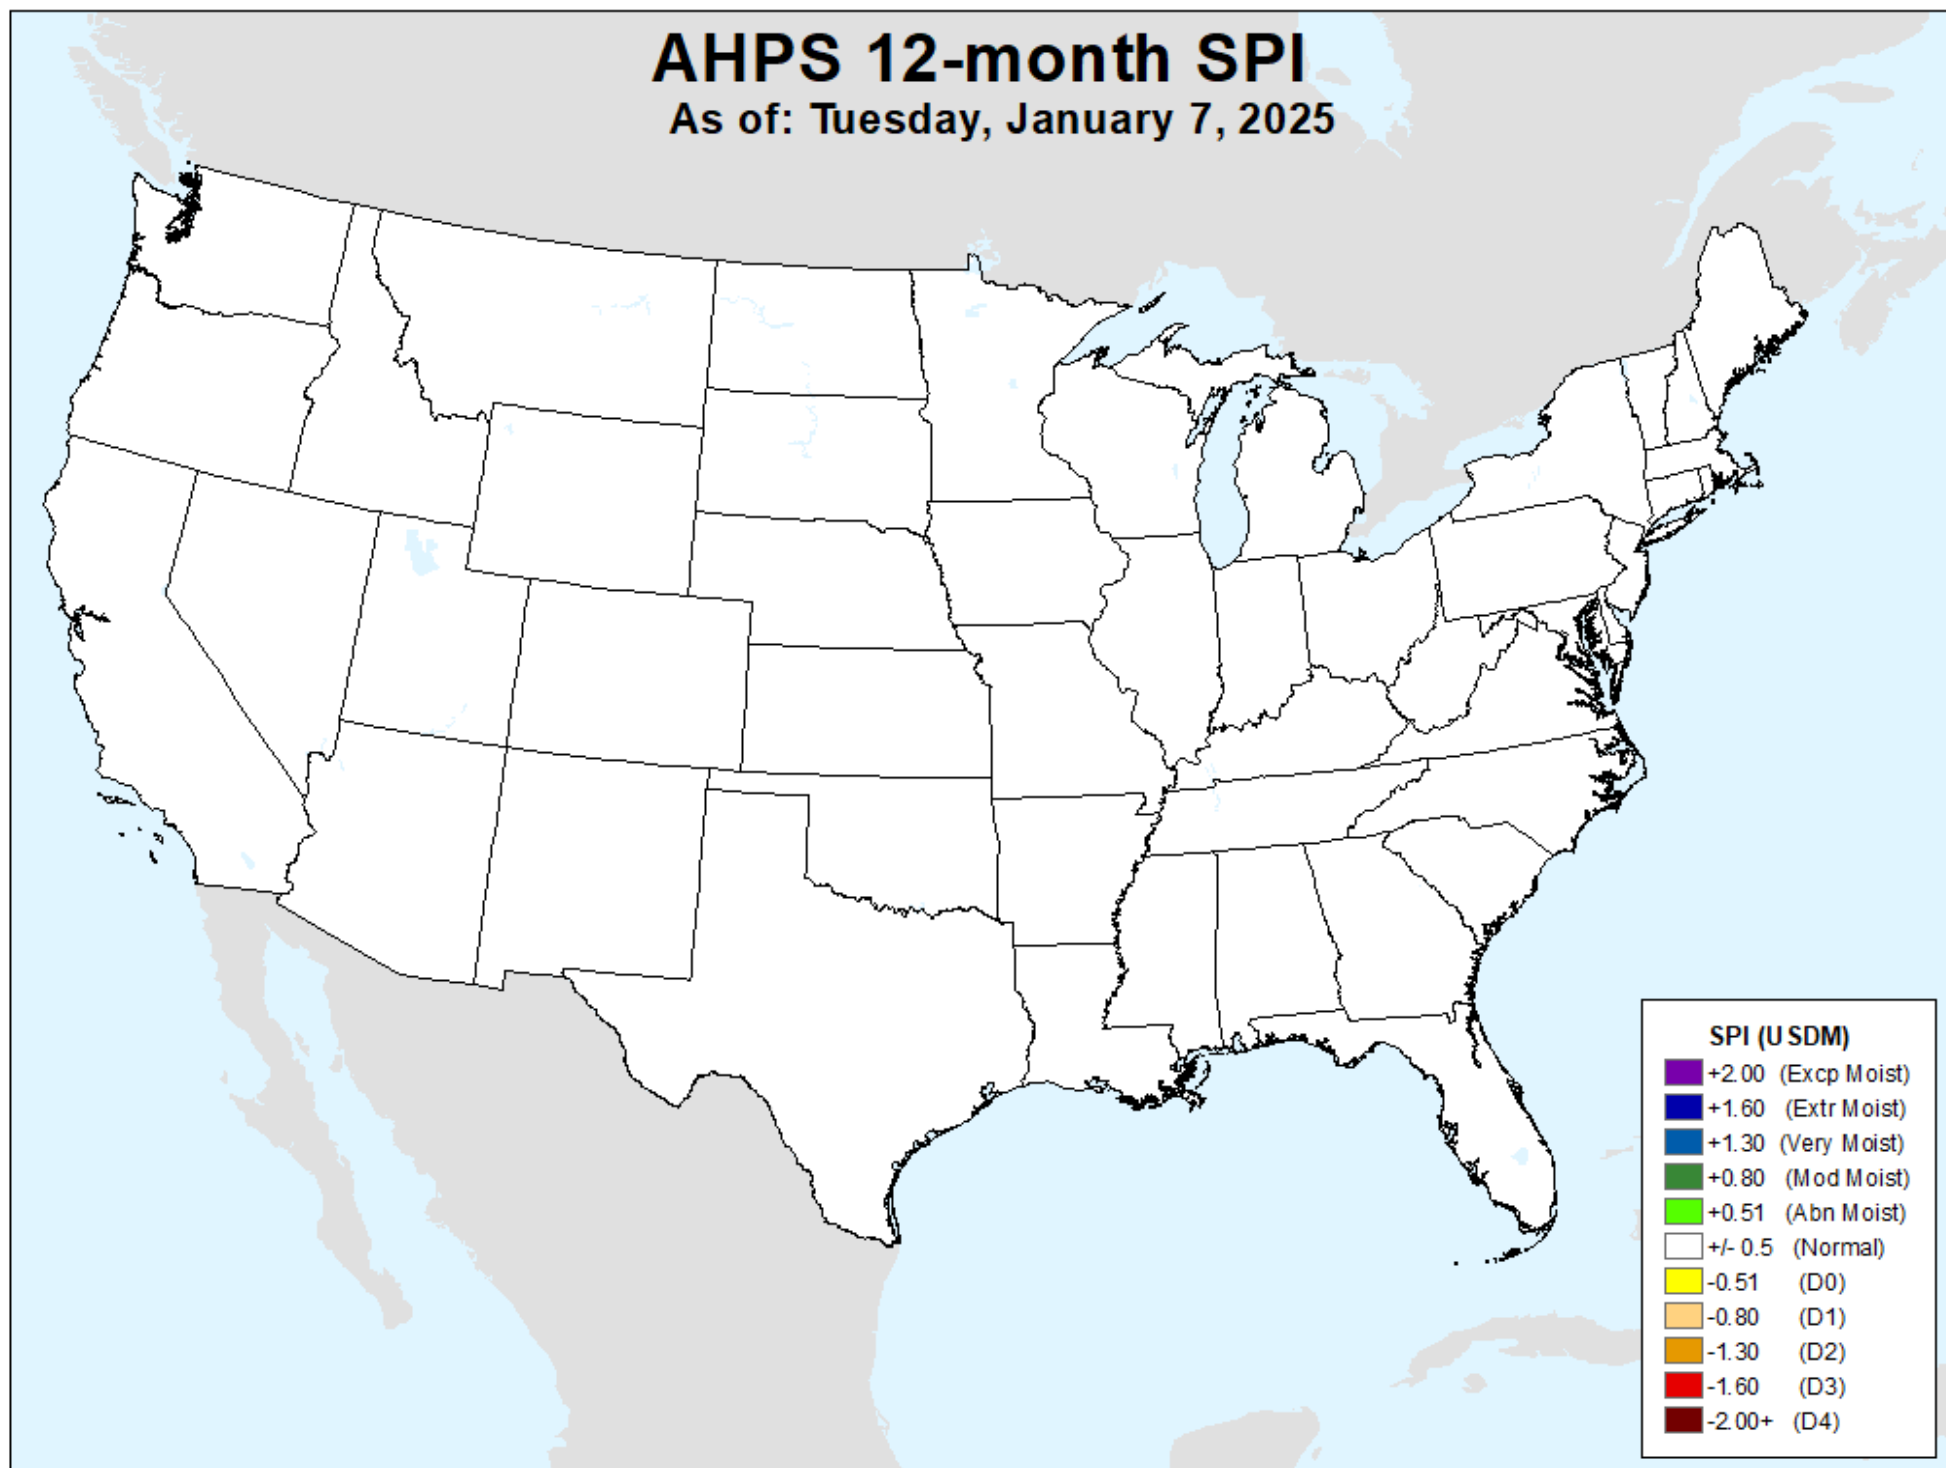 AHPS 12-month SPI
As of: Tuesday, January 7, 2025
SPI (USDM)
+2.00 (Excp Moist)
+1.60 (Extr Moist)
+1.30 (Very Moist)
+0.80 (Mod Moist)
+0.51 (Abn Moist)
+/- 0.5 (Normal)
-0.51 (D0)
-0.80 (D1)
-1.30 (D2)
-1.60 (D3)
-2.00+ (D4)